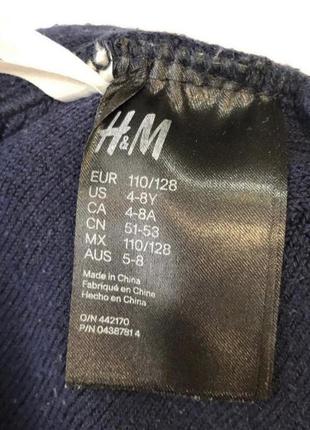 H&M
EUR 110/128
US 4-8Y
CA 4-8A
CN 51-53
MX 110/128
AUS 5-8
Made in China
Fabriqué en Chine
Hecho en China
O/N 442170
P/N 04387814